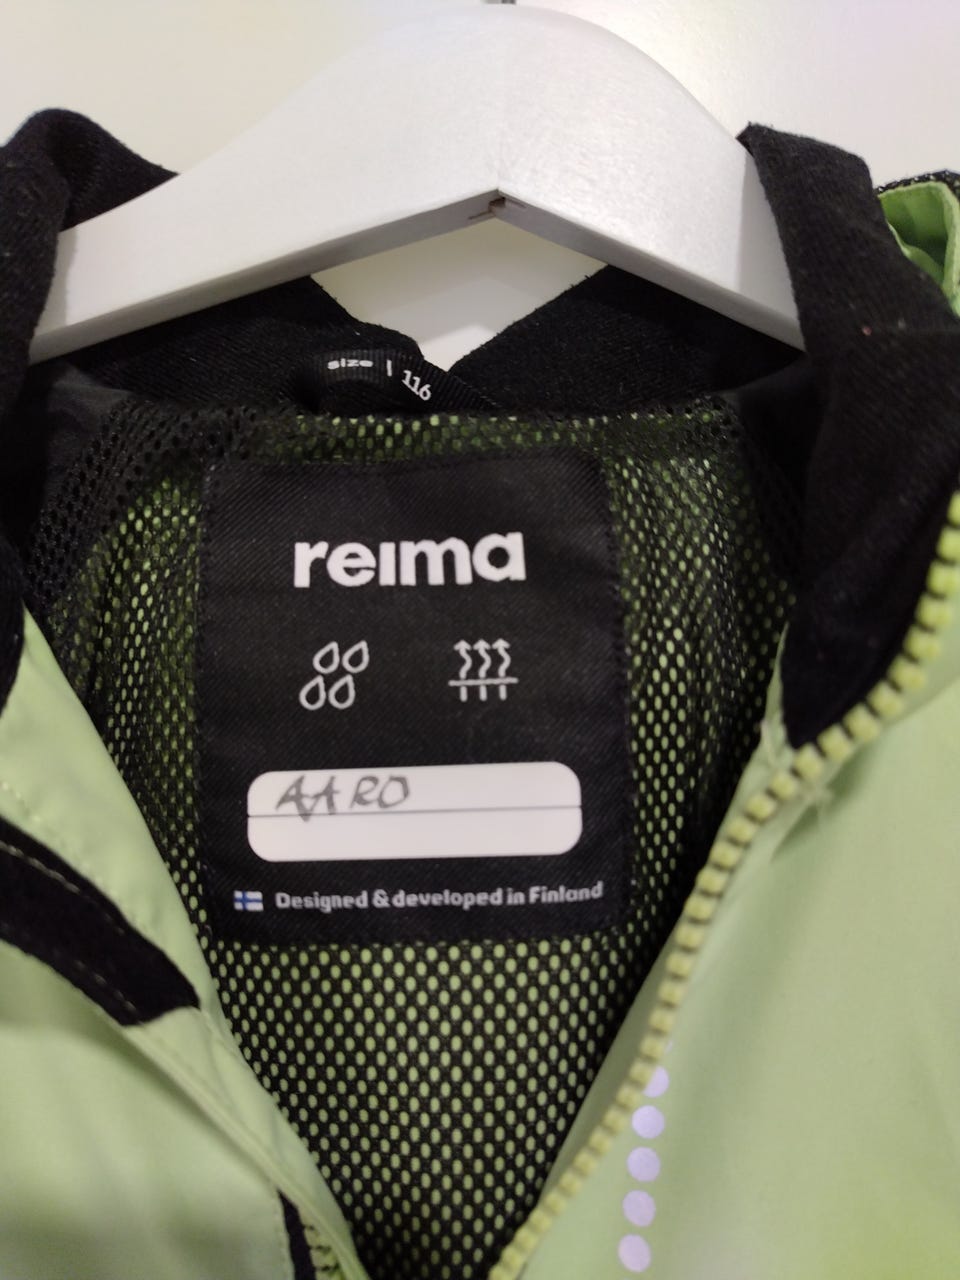 size | 116
reima
AARO
Designed & developed in Finland